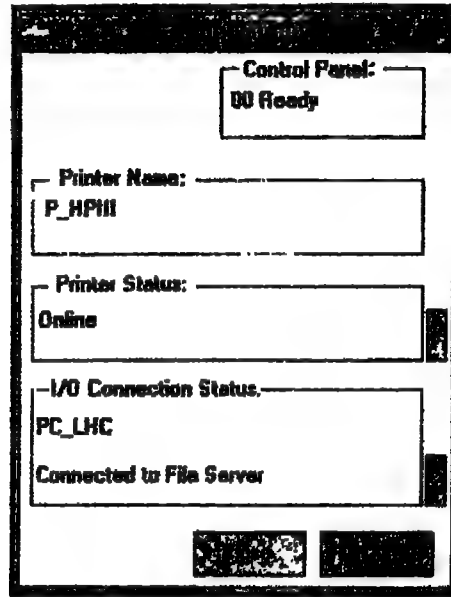 Control Panel:
00 Ready
Printer Name:
P_HPIII
Printer Status:
Online
I/O Connection Status.
PC_LHC
Connected to File Server